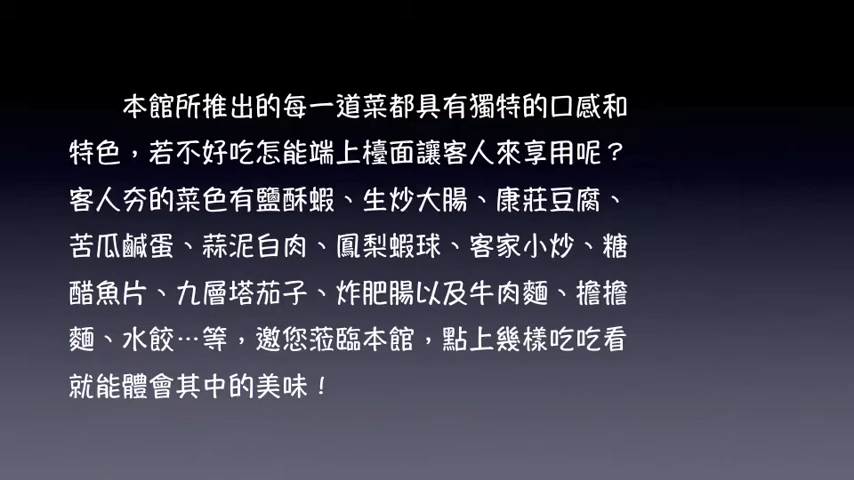 本館所推出的每一道菜都具有獨特的口感和
特色，若不好吃怎能端上檯面讓客人來享用呢？
客人夯的菜色有鹽酥蝦、生炒大腸、康莊豆腐、
苦瓜鹹蛋、蒜泥白肉、鳳梨蝦球、客家小炒、糖
醋魚片、九層塔茄子、炸肥腸以及牛肉麵、擔擔
麵、水餃…等，邀您蒞臨本館，點上幾樣吃吃看
就能體會其中的美味！